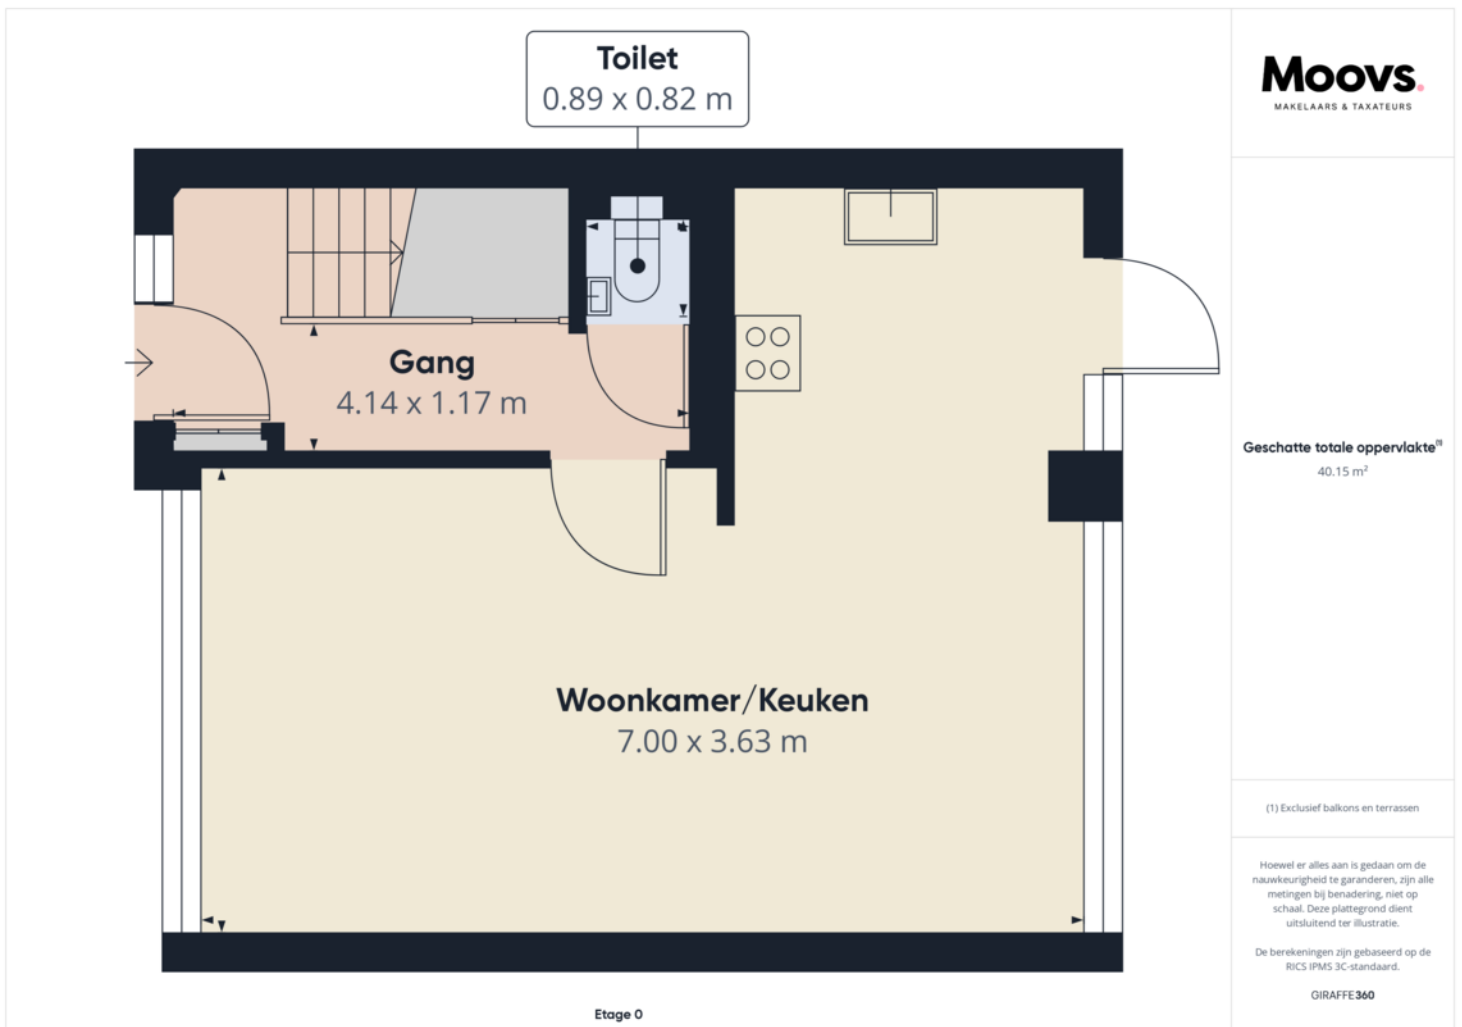 Toilet
0.89 x 0.82 m
Gang
4.14 x 1.17 m
Woonkamer/Keuken
7.00 x 3.63 m
Etage 0
Moovs.
MAKELAARS & TAXATEURS
Geschatte totale oppervlakte(1)
40.15 m²
(1) Exclusief balkons en terrassen
Hoewel er alles aan is gedaan om de
nauwkeurigheid te garanderen, zijn alle
metingen bij benadering, niet op
schaal. Deze plattegrond dient
uitsluitend ter illustratie.
De berekeningen zijn gebaseerd op de
RICS IPMS 3C-standaard.
GIRAFFE360